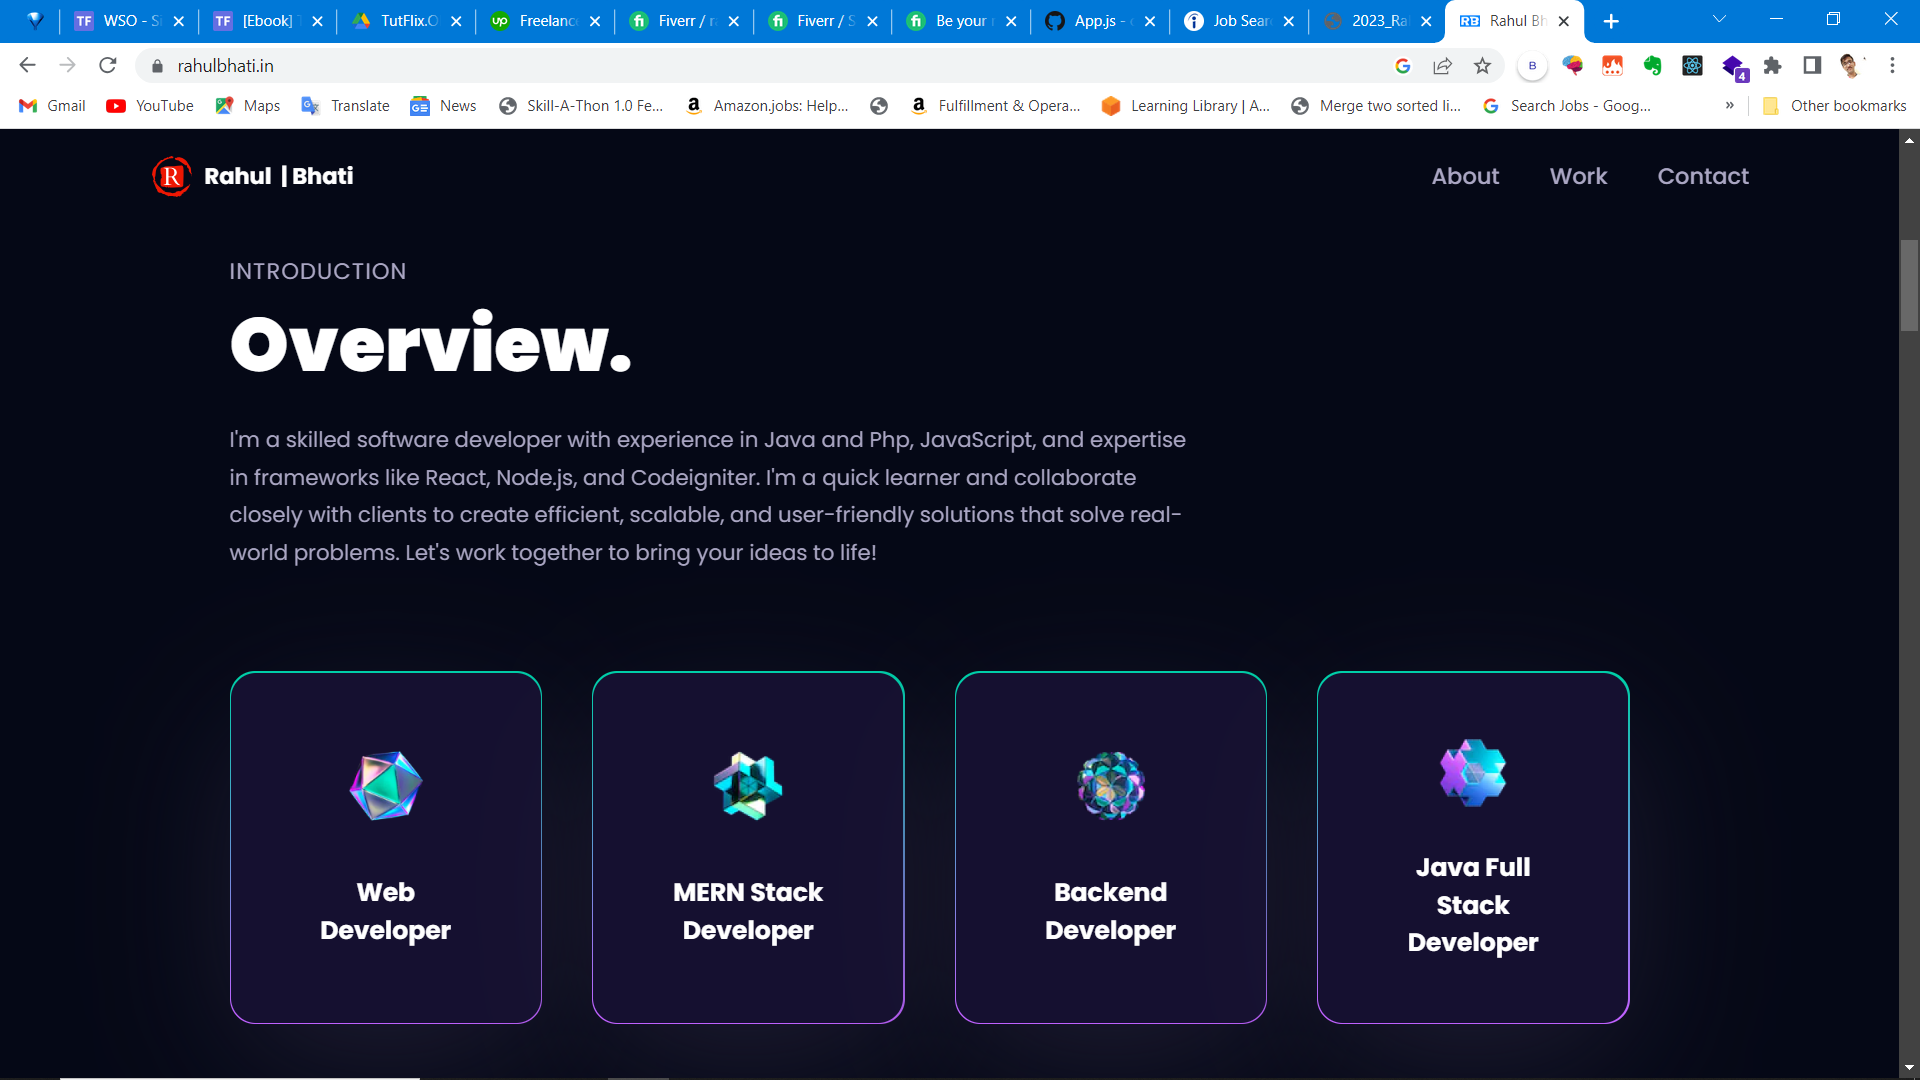 WSO - Si
[Ebook] T
TutFlix.O
Freelanc
Fiverr / ra
Fiverr / S
Be your
App.js - 
Job Sear
2023_Ra
Rahul Bh
rahulbhati.in
B
4
Gmail
YouTube
Maps
Translate
News
Skill-A-Thon 1.0 Fe...
Amazon.jobs: Help...
Fulfillment & Opera...
Learning Library | A...
Merge two sorted li...
Search Jobs - Goog...
»
Other bookmarks
R
Rahul | Bhati
About
Work
Contact
INTRODUCTION
Overview.
I'm a skilled software developer with experience in Java and Php, JavaScript, and expertise
in frameworks like React, Node.js, and Codeigniter. I'm a quick learner and collaborate
closely with clients to create efficient, scalable, and user-friendly solutions that solve real-
world problems. Let's work together to bring your ideas to life!
Web
Developer
MERN Stack
Developer
Backend
Developer
Java Full
Stack
Developer